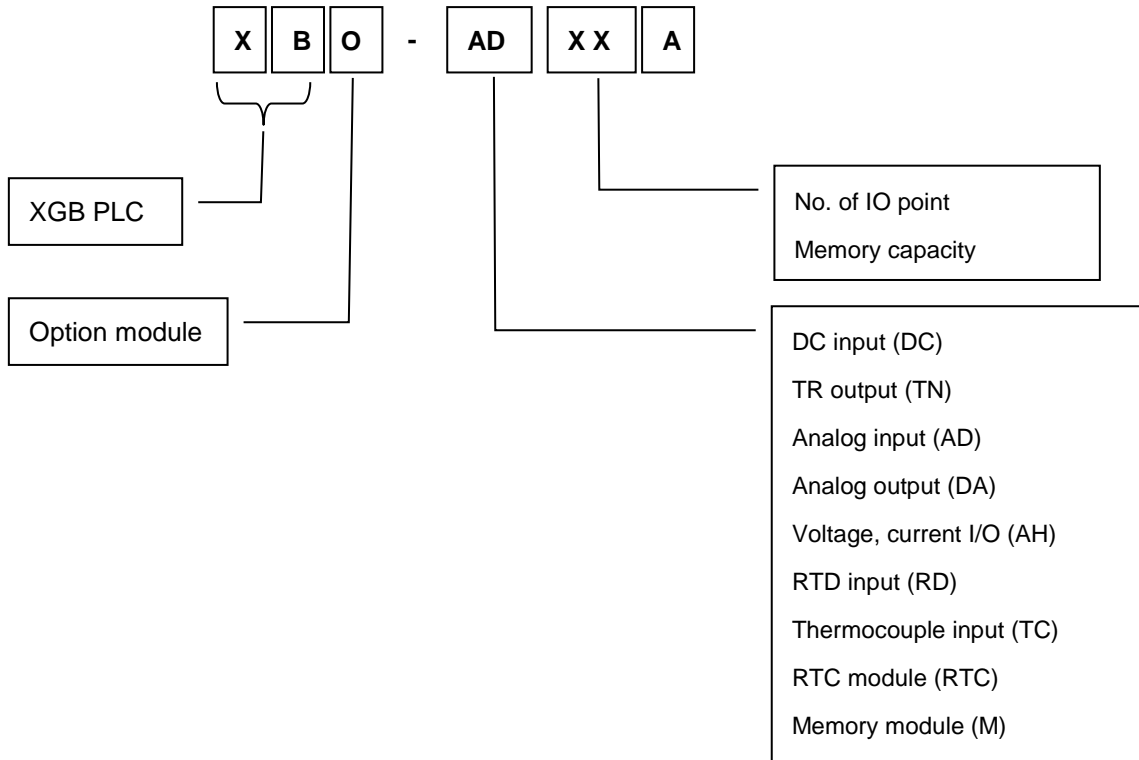 X B O - AD X X A
XGB PLC
Option module
No. of IO point
Memory capacity
DC input (DC)
TR output (TN)
Analog input (AD)
Analog output (DA)
Voltage, current I/O (AH)
RTD input (RD)
Thermocouple input (TC)
RTC module (RTC)
Memory module (M)